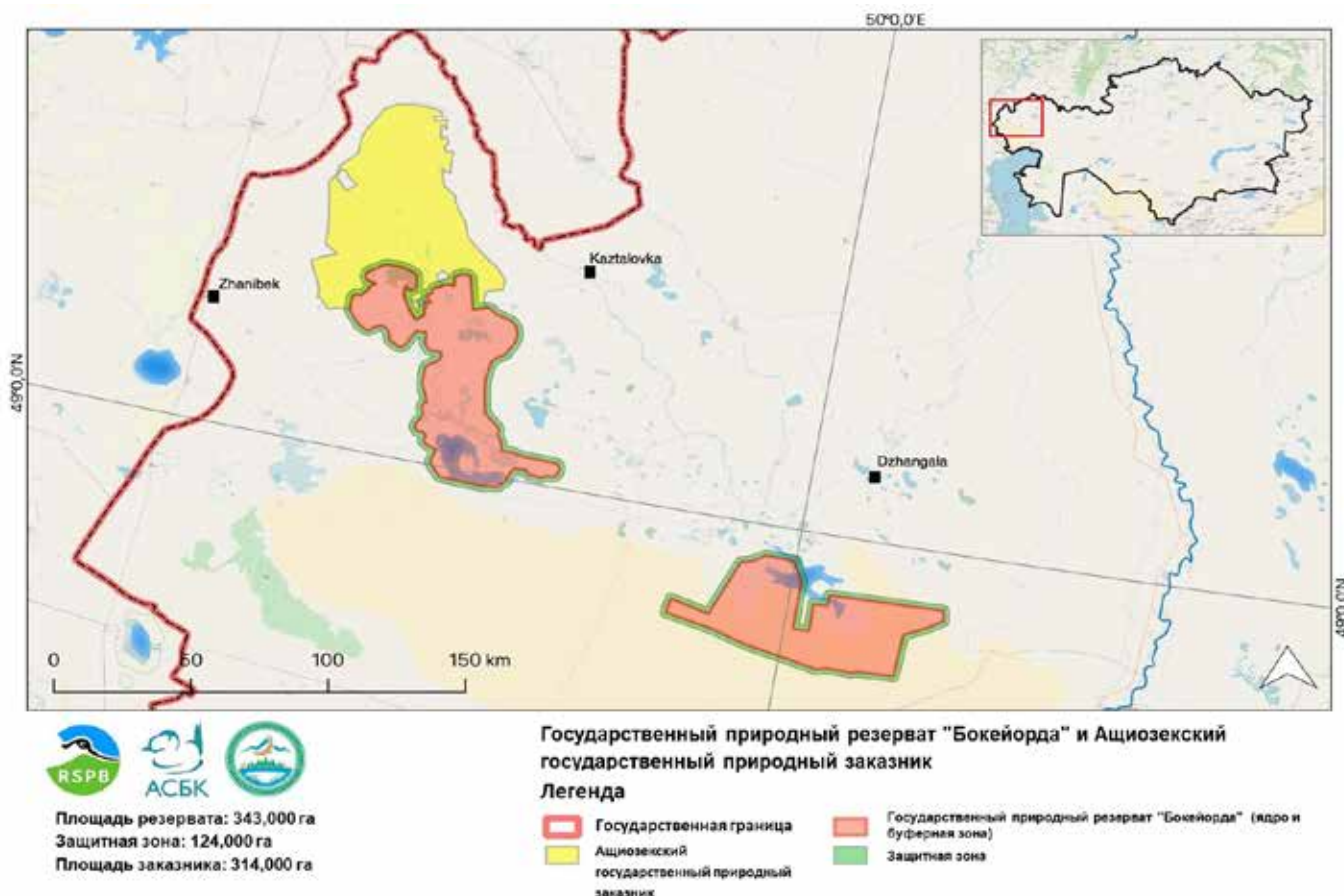 50°0,0'E
Zhanibek
Kaztalovka
49°0,0'N
Dzhangala
48°0,0'N
0 50 100 150 km
RSPB
АСБК
Площадь резервата: 343,000 га
Защитная зона: 124,000 га
Площадь заказника: 314,000 га
Государственный природный резерват "Бокейорда" и Ащиозекский
государственный природный заказник
Легенда
Государственная граница
Ащиозекский
государственный природный
заказник
Государственный природный резерват "Бокейорда" (ядро и
буферная зона)
Защитная зона